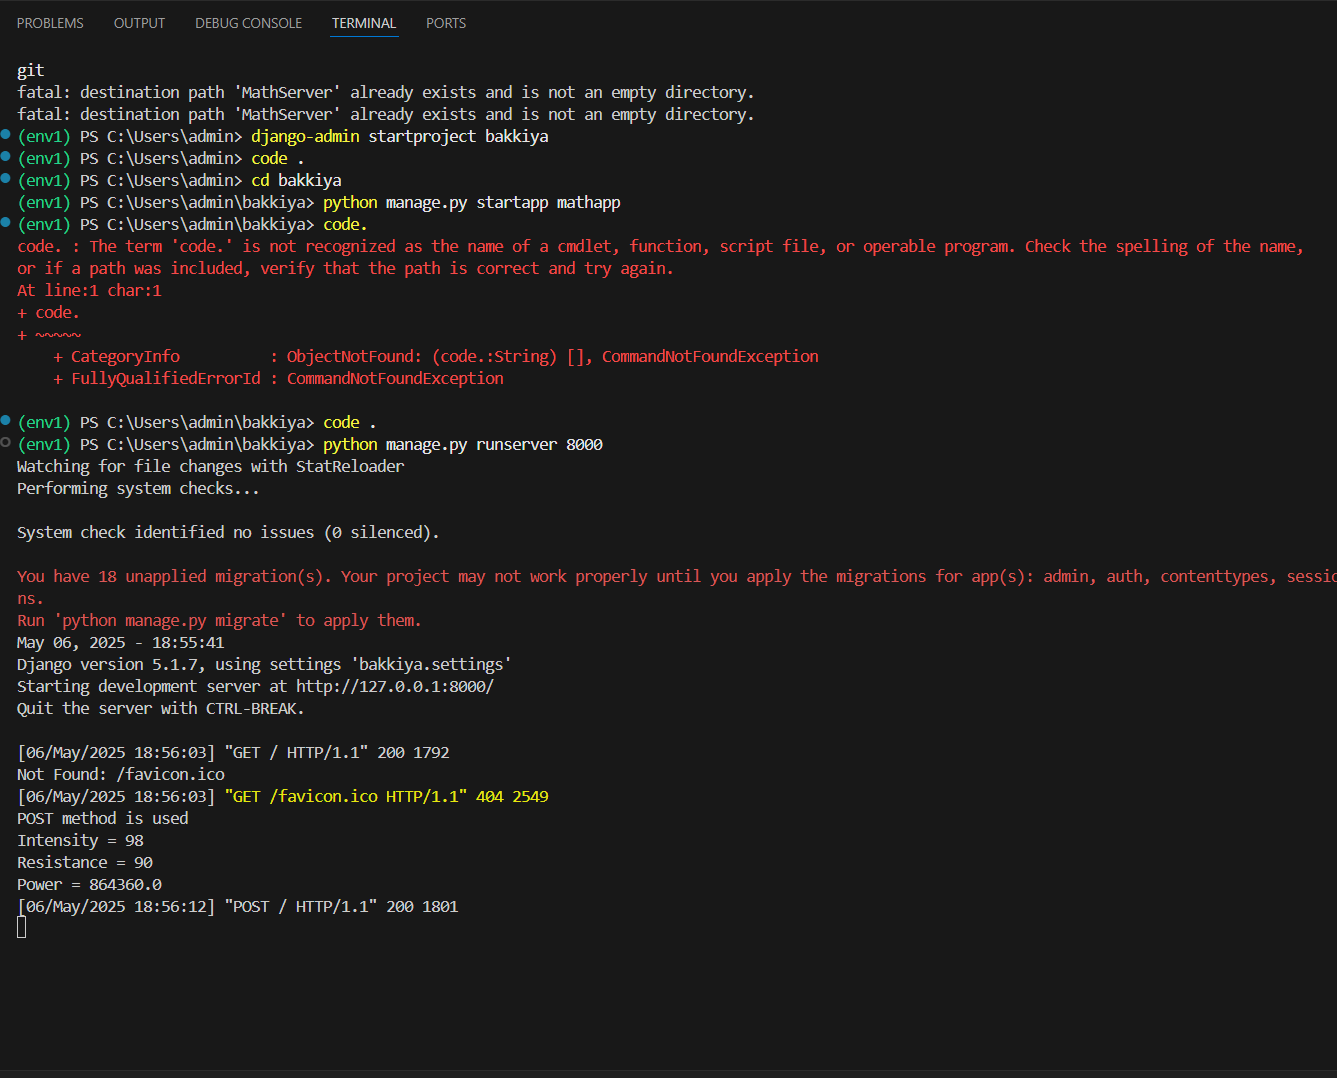 PROBLEMS OUTPUT DEBUG CONSOLE TERMINAL PORTS
git
fatal: destination path 'MathServer' already exists and is not an empty directory.
fatal: destination path 'MathServer' already exists and is not an empty directory.
(env1) PS C:\Users\admin> django-admin startproject bakkiya
(env1) PS C:\Users\admin> code .
(env1) PS C:\Users\admin> cd bakkiya
(env1) PS C:\Users\admin\bakkiya> python manage.py startapp mathapp
(env1) PS C:\Users\admin\bakkiya> code.
code. : The term 'code.' is not recognized as the name of a cmdlet, function, script file, or operable program. Check the spelling of the name,
or if a path was included, verify that the path is correct and try again.
At line:1 char:1
+ code.
+ ~~~~~
    + CategoryInfo          : ObjectNotFound: (code.:String) [], CommandNotFoundException
    + FullyQualifiedErrorId : CommandNotFoundException
(env1) PS C:\Users\admin\bakkiya> code .
(env1) PS C:\Users\admin\bakkiya> python manage.py runserver 8000
Watching for file changes with StatReloader
Performing system checks...
System check identified no issues (0 silenced).
You have 18 unapplied migration(s). Your project may not work properly until you apply the migrations for app(s): admin, auth, contenttypes, sessio
ns.
Run 'python manage.py migrate' to apply them.
May 06, 2025 - 18:55:41
Django version 5.1.7, using settings 'bakkiya.settings'
Starting development server at http://127.0.0.1:8000/
Quit the server with CTRL-BREAK.
[06/May/2025 18:56:03] "GET / HTTP/1.1" 200 1792
Not Found: /favicon.ico
[06/May/2025 18:56:03] "GET /favicon.ico HTTP/1.1" 404 2549
POST method is used
Intensity = 98
Resistance = 90
Power = 864360.0
[06/May/2025 18:56:12] "POST / HTTP/1.1" 200 1801